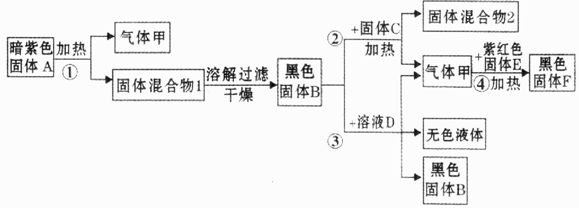 暗紫色
固体A
加热
①
气体甲
固体混合物1
溶解过滤
干燥
黑色
固体B
②
+固体C
加热
固体混合物2
气体甲
紫红色
+
固体E
④加热
黑色
固体F
③
+溶液D
无色液体
黑色
固体B